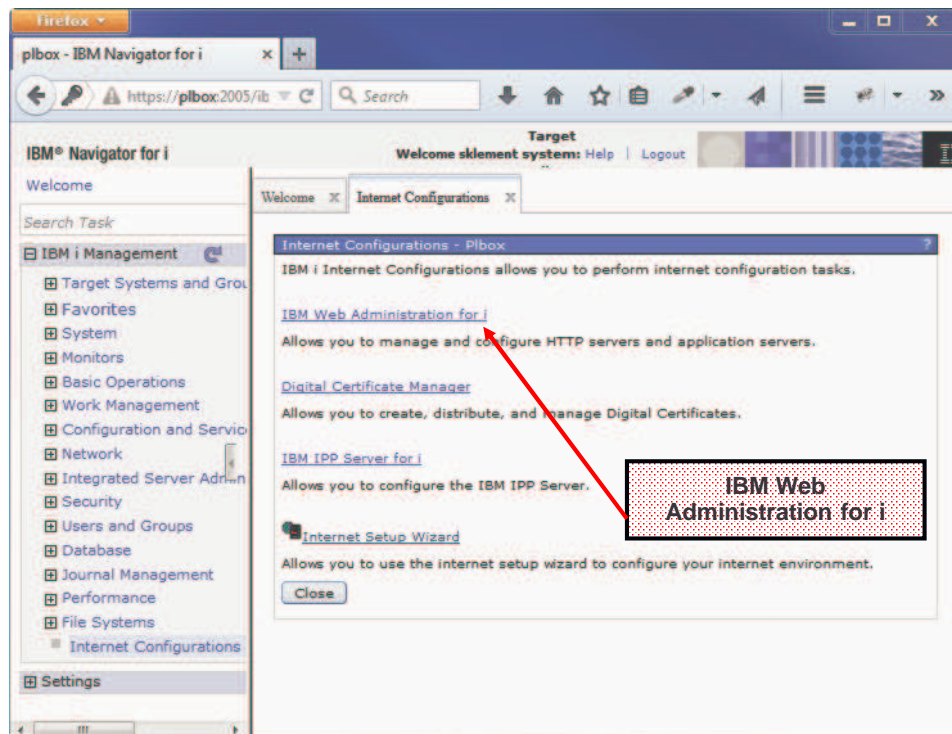 Firefox
plbox - IBM Navigator for i
https://plbox:2005/ib
Search
IBM® Navigator for i
Target
Welcome sklement system: Help | Logout
Welcome
Search Task
IBM i Management
Target Systems and Grou
Favorites
System
Monitors
Basic Operations
Work Management
Configuration and Servic
Network
Integrated Server Admin
Security
Users and Groups
Database
Journal Management
Performance
File Systems
Internet Configurations
Settings
Welcome
Internet Configurations
Internet Configurations - Plbox ?
IBM i Internet Configurations allows you to perform internet configuration tasks.
IBM Web Administration for i
Allows you to manage and configure HTTP servers and application servers.
Digital Certificate Manager
Allows you to create, distribute, and manage Digital Certificates.
IBM IPP Server for i
Allows you to configure the IBM IPP Server.
Internet Setup Wizard
Allows you to use the internet setup wizard to configure your internet environment.
Close
IBM Web
Administration for i